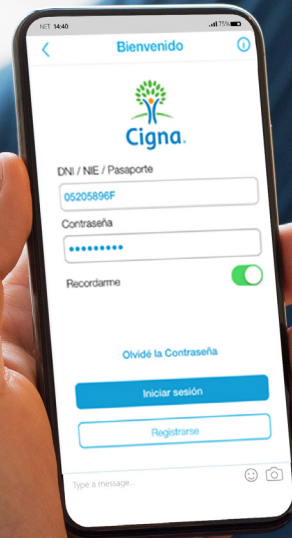 NET 14:40
75%
Bienvenido
Cigna.
DNI / NIE / Pasaporte
05205896F
Contraseña
•••••••••
Recordarme
Olvidé la Contraseña
Iniciar sesión
Registrarse
Type a message...